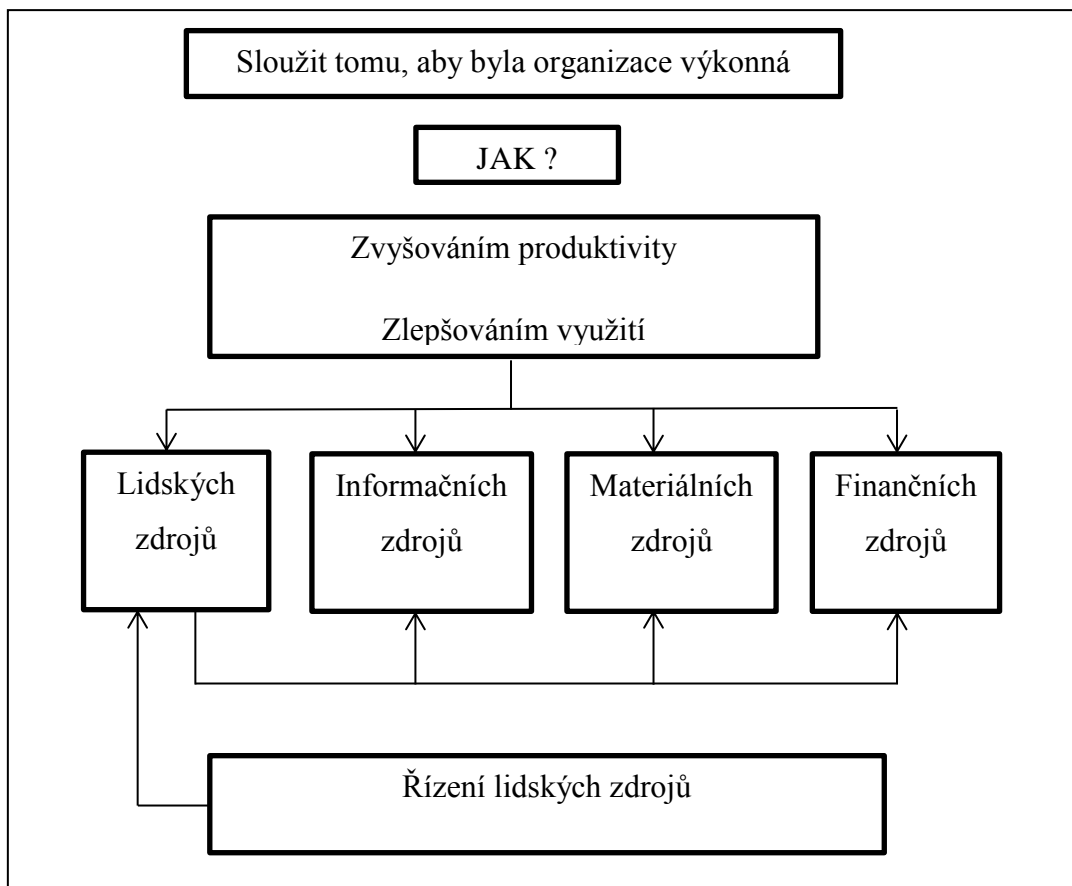 Sloužit tomu, aby byla organizace výkonná
JAK ?
Zvyšováním produktivity
Zlepšováním využití
Lidských
zdrojů
Informačních
zdrojů
Materiálních
zdrojů
Finančních
zdrojů
Řízení lidských zdrojů